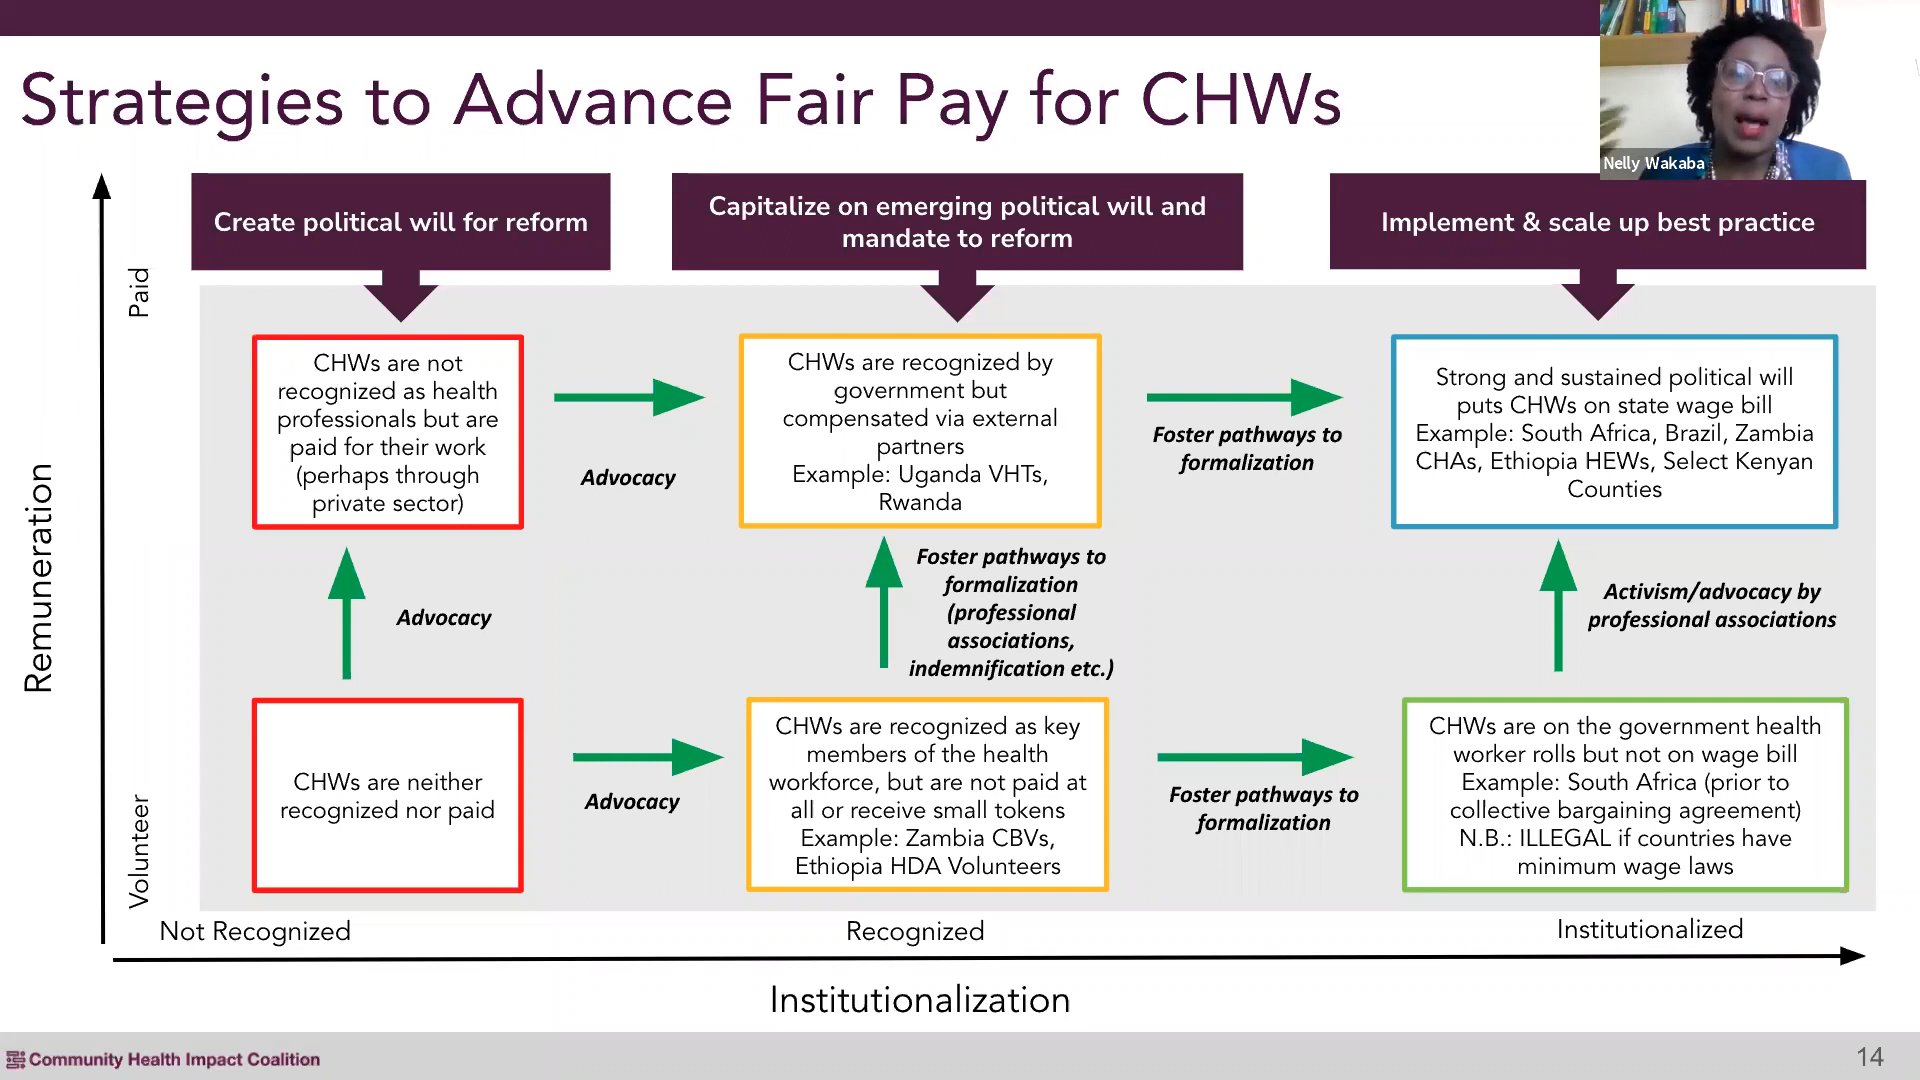 Strategies to Advance Fair Pay for CHWs
Nelly Wakaba
Create political will for reform
Capitalize on emerging political will and
mandate to reform
Implement & scale up best practice
Remuneration
Paid
Volunteer
CHWs are not
recognized as health
professionals but are
paid for their work
(perhaps through
private sector)
Advocacy
CHWs are recognized by
government but
compensated via external
partners
Example: Uganda VHTs,
Rwanda
Foster pathways to
formalization
Strong and sustained political will
puts CHWs on state wage bill
Example: South Africa, Brazil, Zambia
CHAs, Ethiopia HEWs, Select Kenyan
Counties
Advocacy
Foster pathways to
formalization
(professional
associations,
indemnification etc.)
Activism/advocacy by
professional associations
CHWs are neither
recognized nor paid
Advocacy
CHWs are recognized as key
members of the health
workforce, but are not paid at
all or receive small tokens
Example: Zambia CBVs,
Ethiopia HDA Volunteers
Foster pathways to
formalization
CHWs are on the government health
worker rolls but not on wage bill
Example: South Africa (prior to
collective bargaining agreement)
N.B.: ILLEGAL if countries have
minimum wage laws
Not Recognized
Recognized
Institutionalized
Institutionalization
Community Health Impact Coalition
14